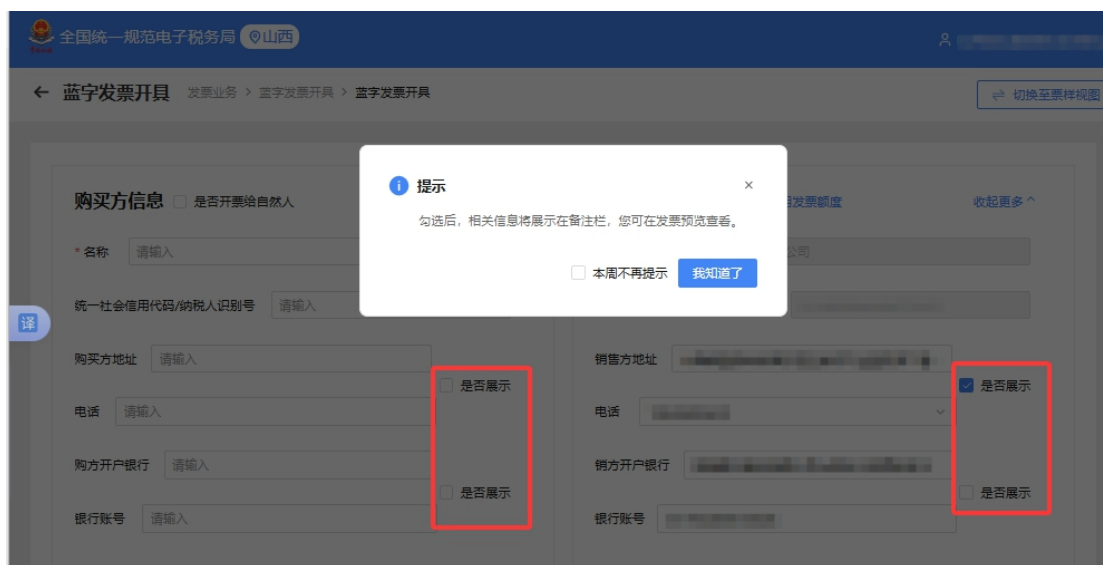 全国统一规范电子税务局 山西
蓝字发票开具 发票业务 > 蓝字发票开具 > 蓝字发票开具
切换至票样视图
提示
勾选后，相关信息将展示在备注栏，您可在发票预览查看。
本周不再提示 我知道了
购买方信息 是否开票给自然人
发票额度 收起更多
*名称 请输入
公司
统一社会信用代码/纳税人识别号 请输入
译
购买方地址 请输入
销售方地址
是否展示
是否展示
电话 请输入
电话
购方开户银行 请输入
销方开户银行
是否展示
是否展示
银行账号 请输入
银行账号